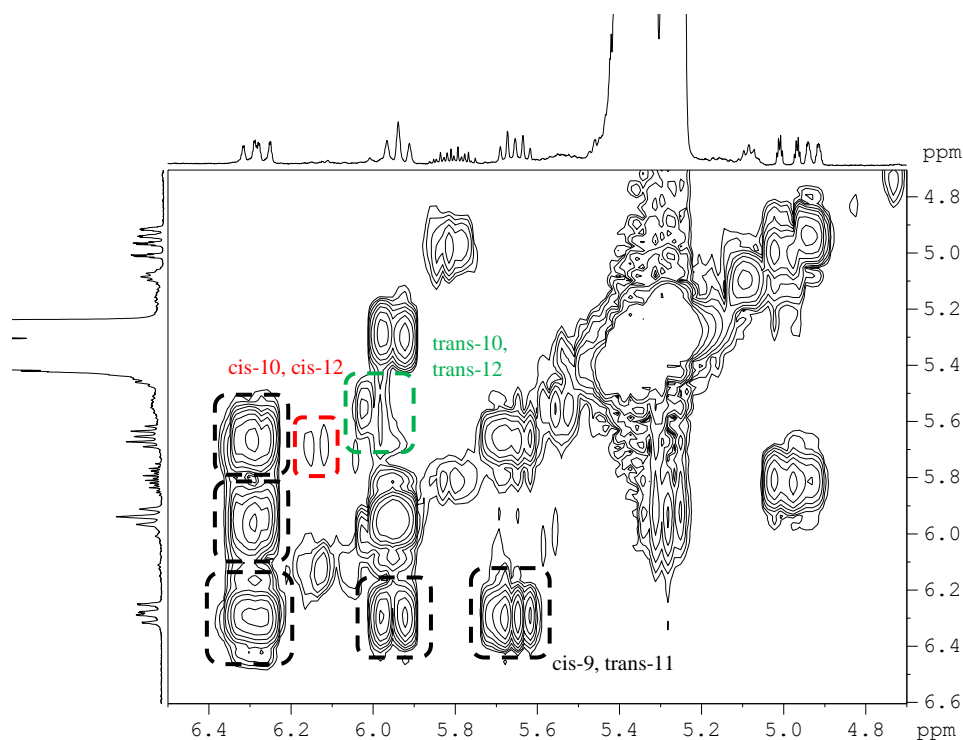 ppm
4.8
5.0
5.2
trans-10,
trans-12
cis-10, cis-12
5.4
5.6
5.8
6.0
6.2
6.4
cis-9, trans-11
6.6
6.4 6.2 6.0 5.8 5.6 5.4 5.2 5.0 4.8 ppm